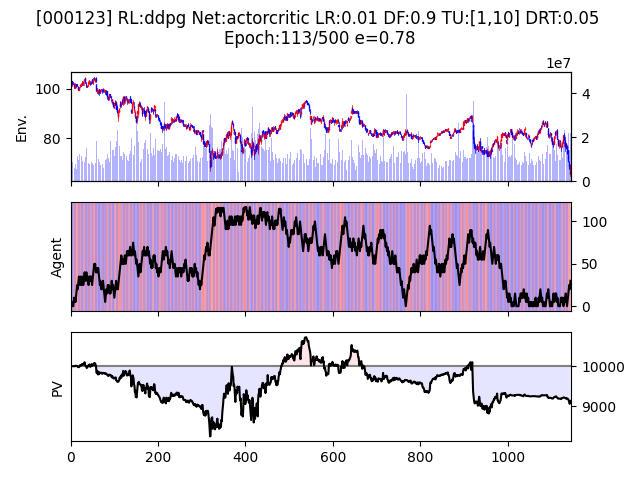 [000123] RL:ddpg Net:actorcritic LR:0.01 DF:0.9 TU:[1,10] DRT:0.05
Epoch:113/500 e=0.78
1e7
Env.
100
80
4
2
0
Agent
100
50
0
PV
10000
9000
0
200
400
600
800
1000